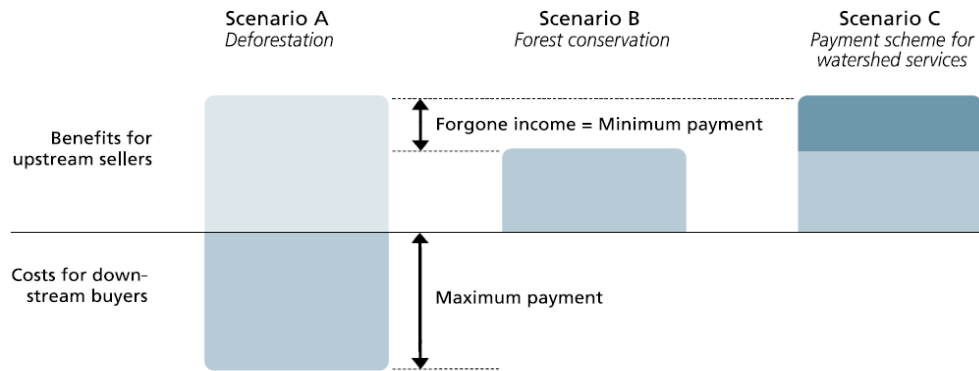 Scenario A
Deforestation
Scenario B
Forest conservation
Scenario C
Payment scheme for
watershed services
Benefits for
upstream sellers
Forgone income = Minimum payment
Costs for down-
stream buyers
Maximum payment